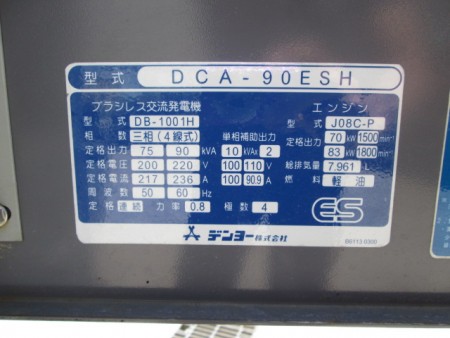 型式 DCA-90ESH
ブラシレス交流発電機 エンジン
型式 DB-1001H 型式 J08C-P
相数 三相(4線式) 単相補助出力 定格出力 70 kW 1500 min⁻¹
定格出力 75 90 kVA 10 kVA× 2 83 kW 1800 min⁻¹
定格電圧 200 220 V 100 110 V 総排気量 7.961 L
定格電流 217 236 A 100 90.9 A 燃料 軽油
周波数 50 60 Hz
定格 連続 力率 0.8 極数 4 ES
デンヨー株式会社